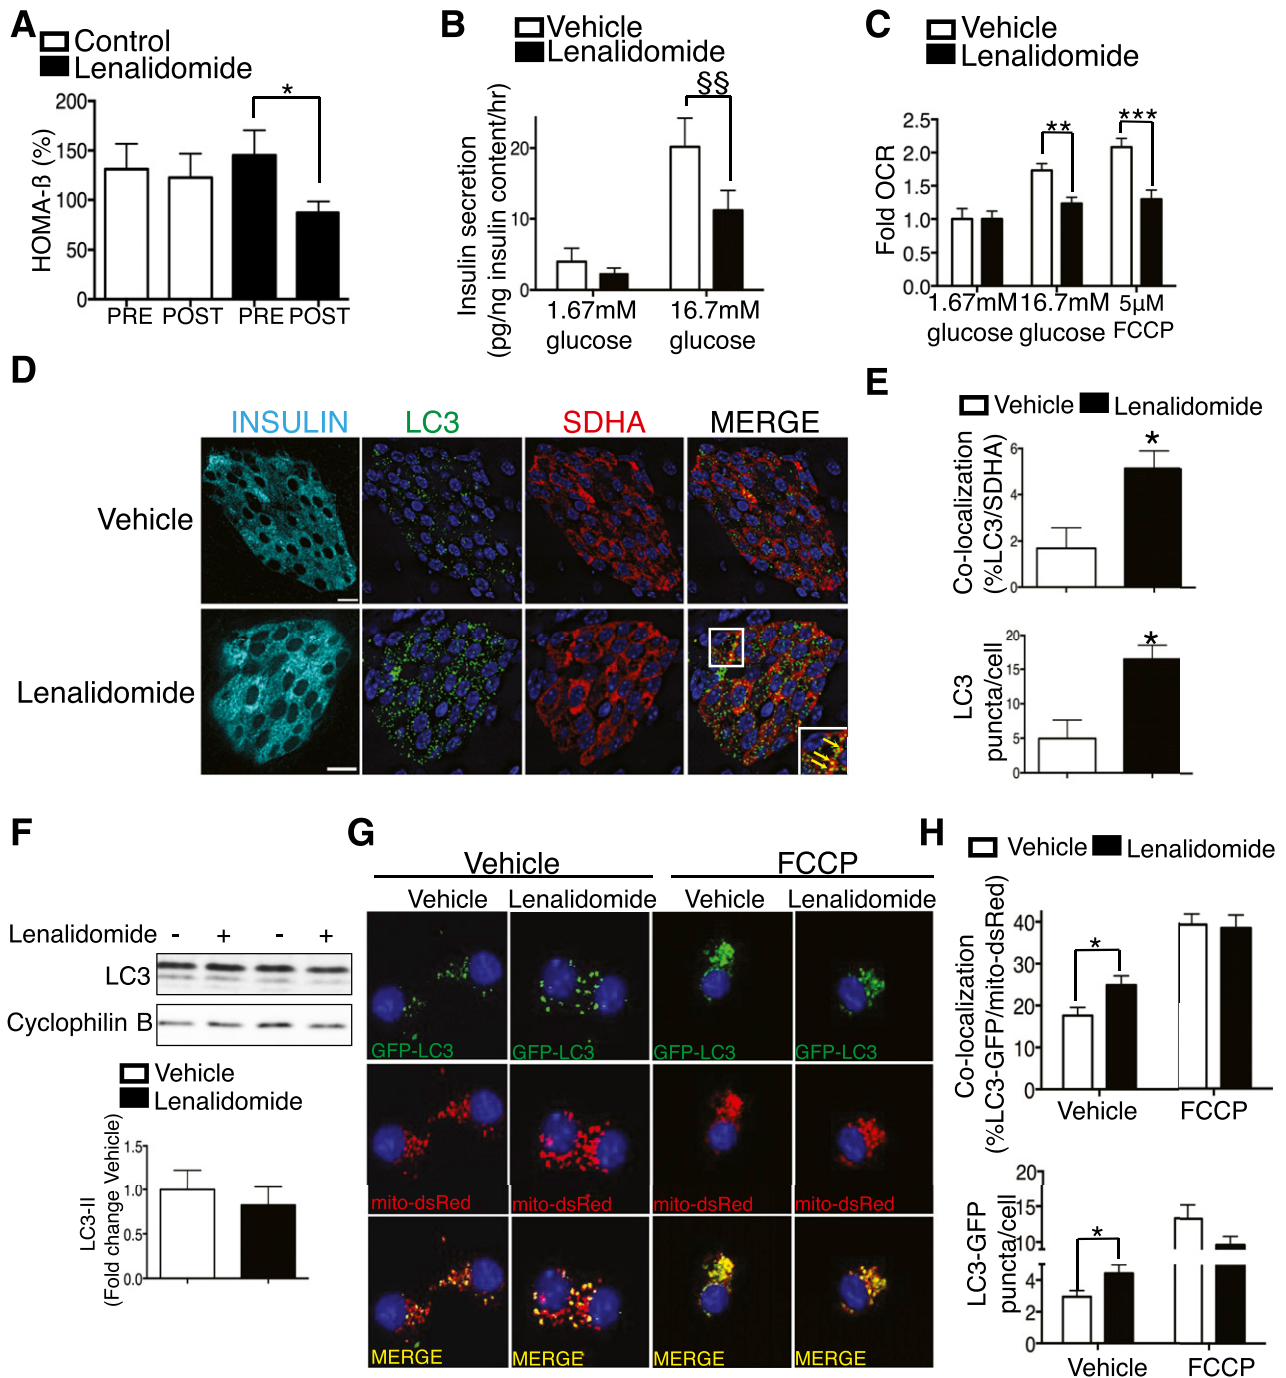 A
Control
Lenalidomide
HOMA-ß (%)
200
150
100
50
0
*
PRE POST PRE POST
B
Vehicle
Lenalidomide
Insulin secretion
(pg/ng insulin content/hr)
20
10
0
§§
1.67mM 16.7mM
glucose glucose
C
Vehicle
Lenalidomide
Fold OCR
2.5
2.0
1.5
1.0
0.5
0.0
**
***
1.67mM 16.7mM 5µM
glucose glucose FCCP
D
INSULIN LC3 SDHA MERGE
Vehicle
Lenalidomide
E
Vehicle Lenalidomide
Co-localization
(%LC3/SDHA)
6
4
2
0
*
LC3
puncta/cell
20
15
10
5
0
*
F
Lenalidomide - + - +
LC3
Cyclophilin B
Vehicle
Lenalidomide
LC3-II
(Fold change Vehicle)
1.5
1.0
0.5
0.0
G
Vehicle FCCP
Vehicle Lenalidomide Vehicle Lenalidomide
GFP-LC3 GFP-LC3 GFP-LC3 GFP-LC3
mito-dsRed mito-dsRed mito-dsRed mito-dsRed
MERGE MERGE MERGE MERGE
H
Vehicle Lenalidomide
Co-localization
(%LC3-GFP/mito-dsRed)
40
30
20
10
0
*
Vehicle FCCP
LC3-GFP
puncta/cell
20
15
10
4
2
0
*
Vehicle FCCP